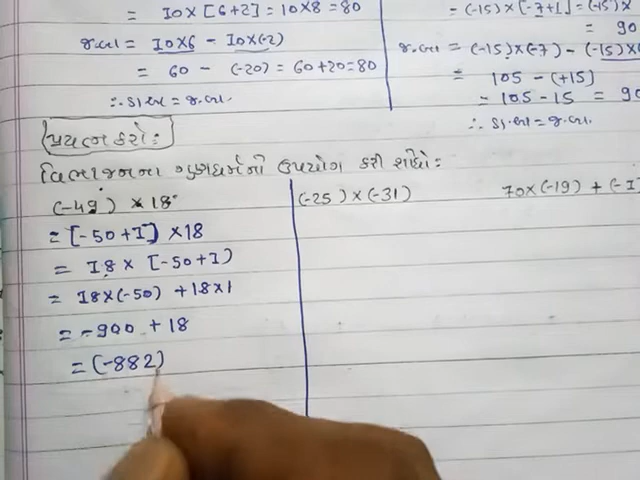 = 10 × [6+2] = 10×8 = 80
જ.બા = 10×6 - 10×(-2)
= 60 - (-20) = 60+20 = 80
∴ ડા.બા = જ.બા.
= (-15) × [-7+1] = (-15) ×
= 90
જ.બા = (-15)×(-7) - (-15)×
= 105 - (+15)
= 105 - 15 = 90
∴ ડા.બા = જ.બા.
પ્રયત્ન કરો :
વિભાજનના ગુણધર્મનો ઉપયોગ કરી શોધો :
(-49) × 18
= [-50+1] × 18
= 18 × [-50+1)
= 18×(-50) + 18×1
= -900 + 18
= (-882)
(-25) × (-31)
70×(-19) + (-1